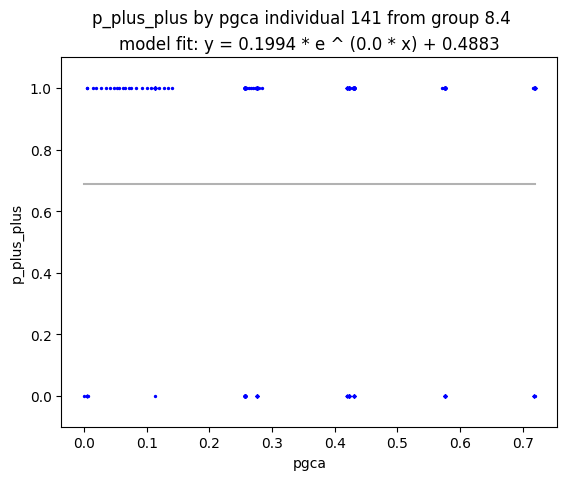 p_plus_plus by pgca individual 141 from group 8.4
model fit: y = 0.1994 * e ^ (0.0 * x) + 0.4883
1.0
0.8
0.6
0.4
0.2
0.0
p_plus_plus
0.0 0.1 0.2 0.3 0.4 0.5 0.6 0.7
pgca